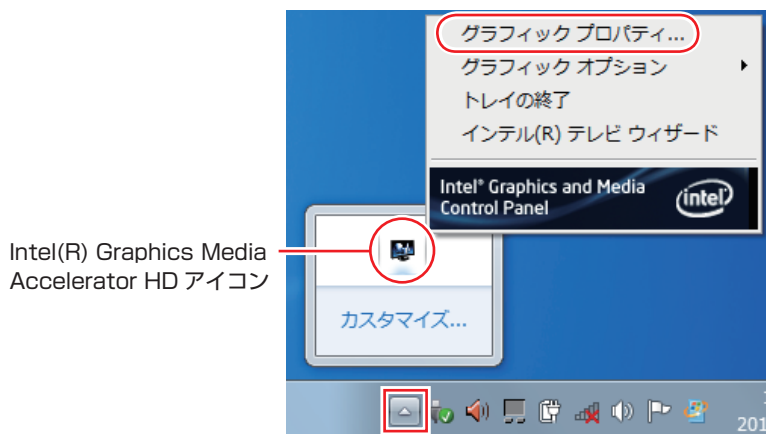 グラフィック プロパティ...
グラフィック オプション
トレイの終了
インテル(R) テレビ ウィザード
Intel® Graphics and Media
Control Panel
intel
Intel(R) Graphics Media
Accelerator HD アイコン
カスタマイズ...
201